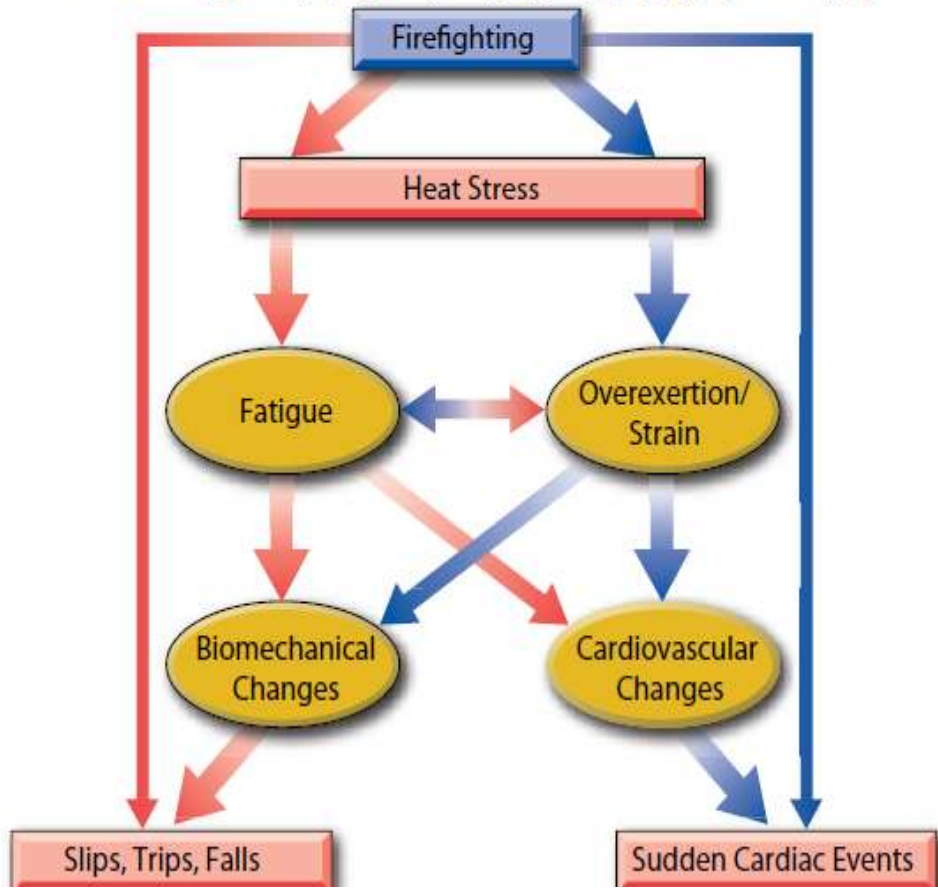 Firefighting
Heat Stress
Fatigue
Overexertion/
Strain
Biomechanical
Changes
Cardiovascular
Changes
Slips, Trips, Falls
Sudden Cardiac Events